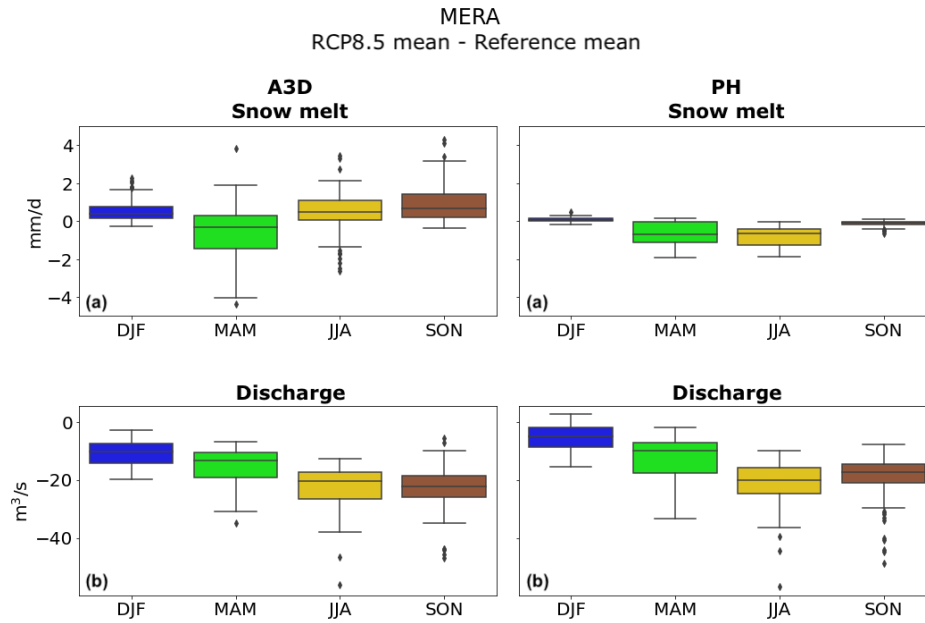 MERA
RCP8.5 mean - Reference mean
A3D
Snow melt
PH
Snow melt
mm/d
4
2
0
−2
−4
(a)
DJF MAM JJA SON
(a)
DJF MAM JJA SON
Discharge
Discharge
m³/s
0
−20
−40
(b)
DJF MAM JJA SON
(b)
DJF MAM JJA SON